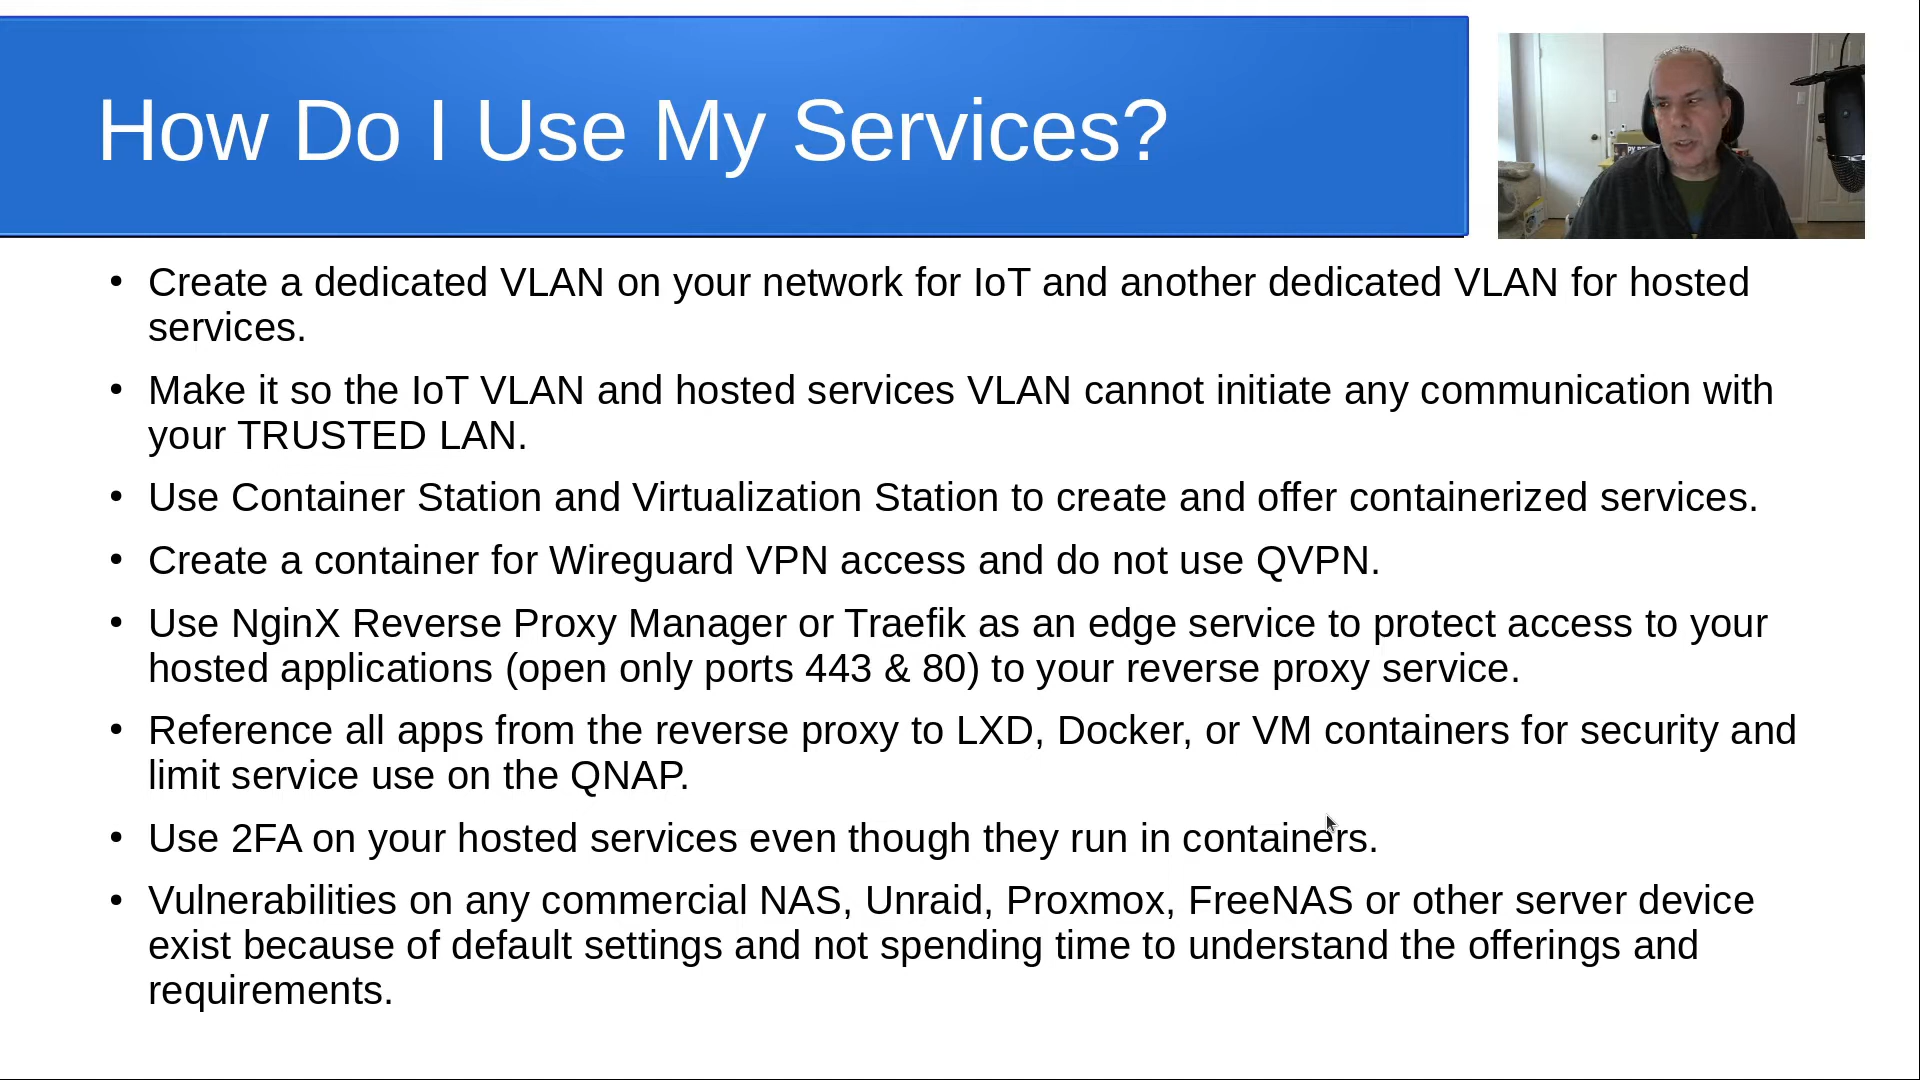 How Do I Use My Services?
• Create a dedicated VLAN on your network for IoT and another dedicated VLAN for hosted
services.
• Make it so the IoT VLAN and hosted services VLAN cannot initiate any communication with
your TRUSTED LAN.
• Use Container Station and Virtualization Station to create and offer containerized services.
• Create a container for Wireguard VPN access and do not use QVPN.
• Use NginX Reverse Proxy Manager or Traefik as an edge service to protect access to your
hosted applications (open only ports 443 & 80) to your reverse proxy service.
• Reference all apps from the reverse proxy to LXD, Docker, or VM containers for security and
limit service use on the QNAP.
• Use 2FA on your hosted services even though they run in containers.
• Vulnerabilities on any commercial NAS, Unraid, Proxmox, FreeNAS or other server device
exist because of default settings and not spending time to understand the offerings and
requirements.